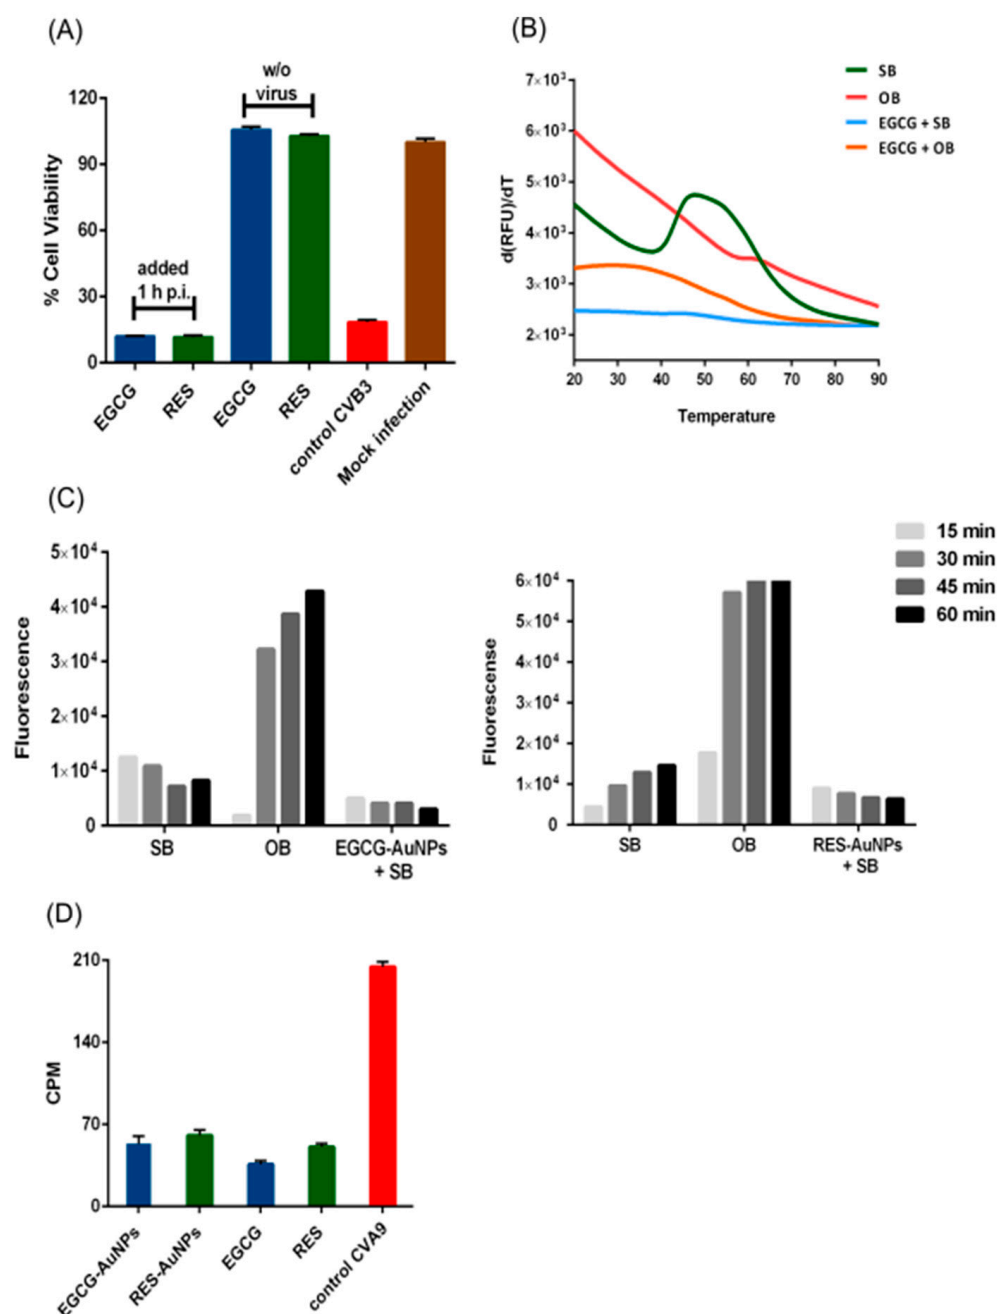 (A)
% Cell Viability
120
90
60
30
0
added
1 h p.i.
w/o
virus
EGCG
RES
EGCG
RES
control CVB3
Mock infection
(B)
d(RFU)/dT
7×10³
6×10³
5×10³
4×10³
3×10³
2×10³
20 30 40 50 60 70 80 90
Temperature
SB
OB
EGCG + SB
EGCG + OB
(C)
Fluorescence
5×10⁴
4×10⁴
3×10⁴
2×10⁴
1×10⁴
0
SB OB EGCG-AuNPs
+ SB
Fluorescense
6×10⁴
5×10⁴
4×10⁴
3×10⁴
2×10⁴
1×10⁴
0
SB OB RES-AuNPs
+ SB
15 min
30 min
45 min
60 min
(D)
CPM
210
140
70
0
EGCG-AuNPs
RES-AuNPs
EGCG
RES
control CVA9